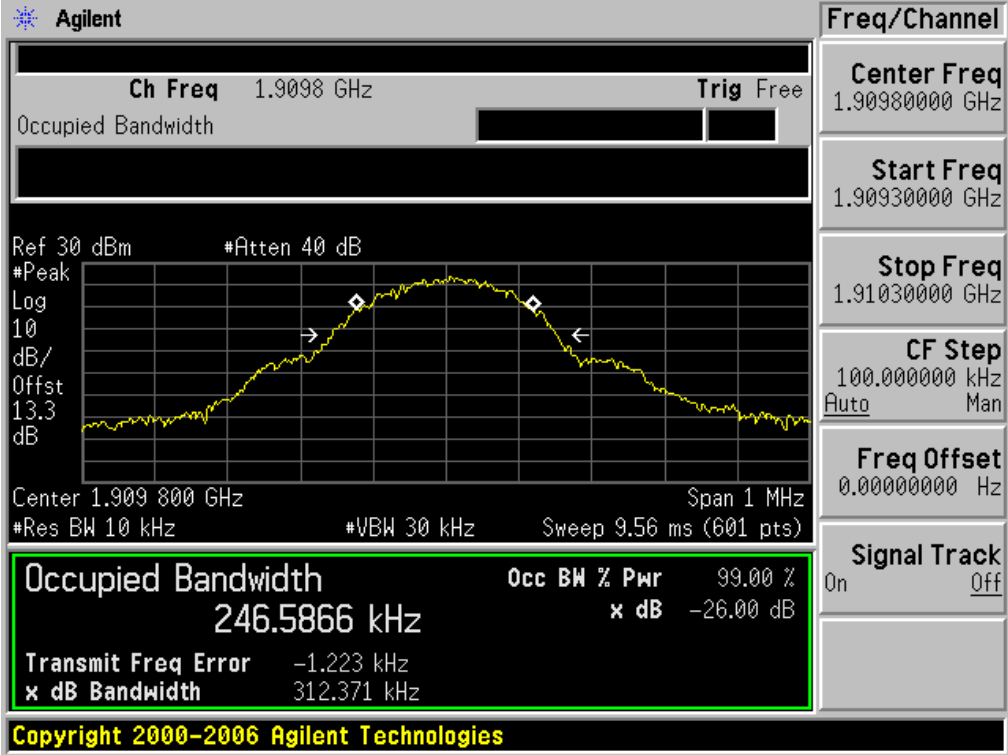 Agilent
Freq/Channel
Ch Freq 1.9098 GHz Trig Free
Occupied Bandwidth
Center Freq
1.90980000 GHz
Start Freq
1.90930000 GHz
Stop Freq
1.91030000 GHz
CF Step
100.000000 kHz
Auto Man
Freq Offset
0.00000000 Hz
Signal Track
On Off
Ref 30 dBm #Atten 40 dB
#Peak
Log
10
dB/
Offst
13.3
dB
Center 1.909 800 GHz Span 1 MHz
#Res BW 10 kHz #VBW 30 kHz Sweep 9.56 ms (601 pts)
Occupied Bandwidth
246.5866 kHz
Occ BW % Pwr 99.00 %
x dB -26.00 dB
Transmit Freq Error -1.223 kHz
x dB Bandwidth 312.371 kHz
Copyright 2000-2006 Agilent Technologies